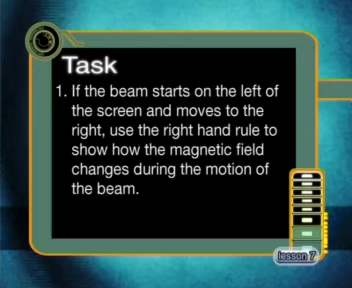 Task
1. If the beam starts on the left of
the screen and moves to the
right, use the right hand rule to
show how the magnetic field
changes during the motion of
the beam.
lesson 7